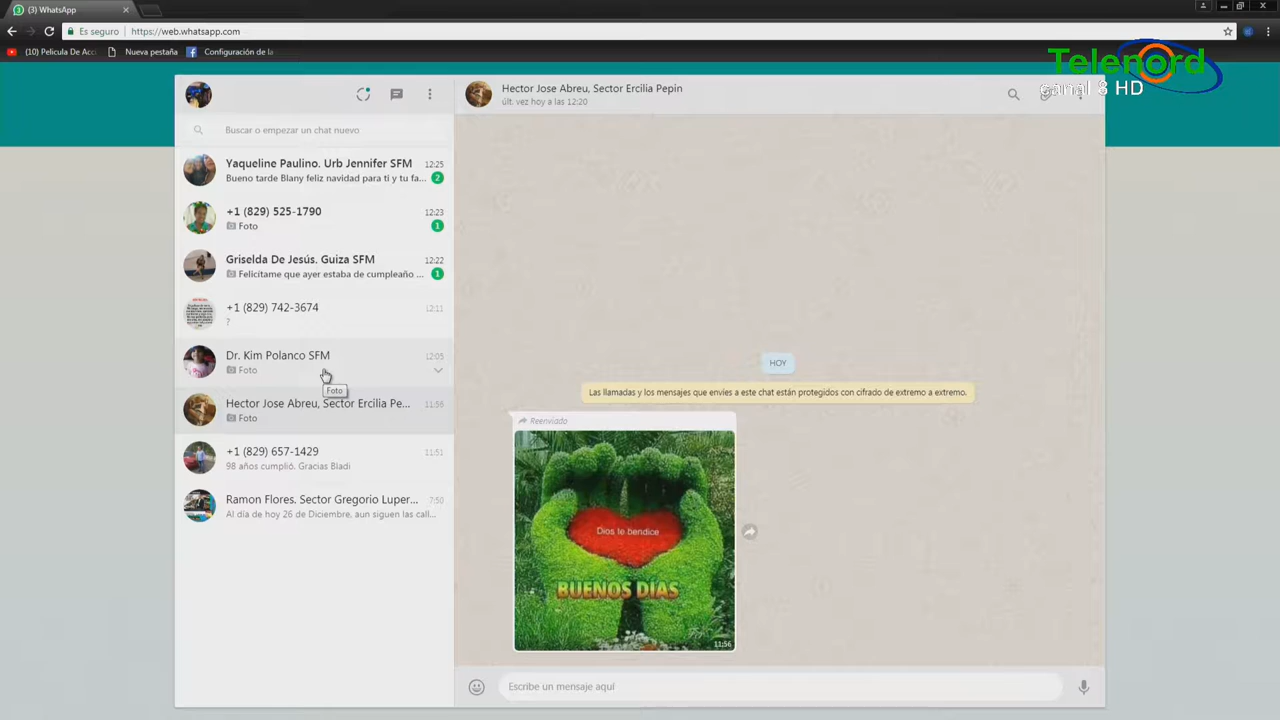 (3) WhatsApp
Es seguro
https://web.whatsapp.com
(10) Pelicula De Acc
Nueva pestaña
Configuración de la
Telenord
canal 8 HD
Buscar o empezar un chat nuevo
Yaqueline Paulino. Urb Jennifer SFM
12:25
Bueno tarde Blany feliz navidad para ti y tu fa...
2
+1 (829) 525-1790
12:23
Foto
1
Griselda De Jesús. Guiza SFM
12:22
Felicítame que ayer estaba de cumpleaño ...
1
+1 (829) 742-3674
12:11
?
Dr. Kim Polanco SFM
12:05
Foto
Foto
Hector Jose Abreu, Sector Ercilia Pe...
11:56
Foto
+1 (829) 657-1429
11:51
98 años cumplió. Gracias Bladi
Ramon Flores. Sector Gregorio Luper...
7:50
Al día de hoy 26 de Diciembre, aun siguen las call...
Hector Jose Abreu, Sector Ercilia Pepin
últ. vez hoy a las 12:20
HOY
Las llamadas y los mensajes que envíes a este chat están protegidos con cifrado de extremo a extremo.
Reenviado
Dios te bendice
BUENOS DÍAS
11:56
Escribe un mensaje aquí